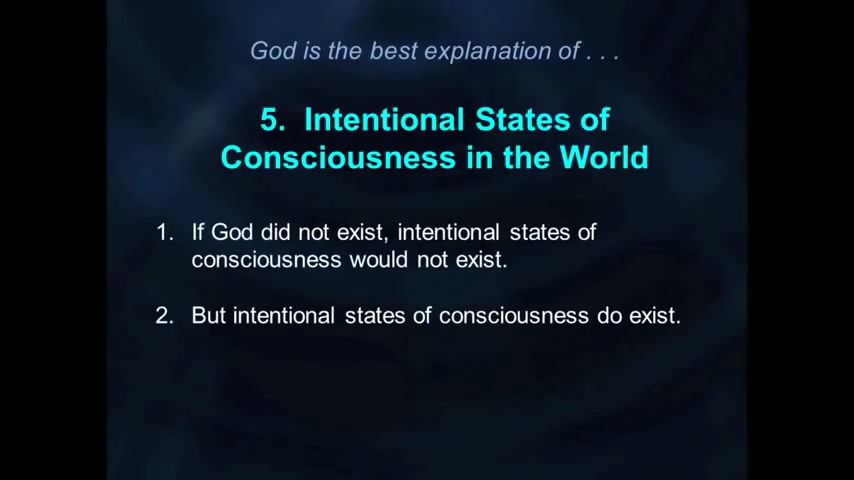 God is the best explanation of . . .
5. Intentional States of
Consciousness in the World
1. If God did not exist, intentional states of
consciousness would not exist.
2. But intentional states of consciousness do exist.